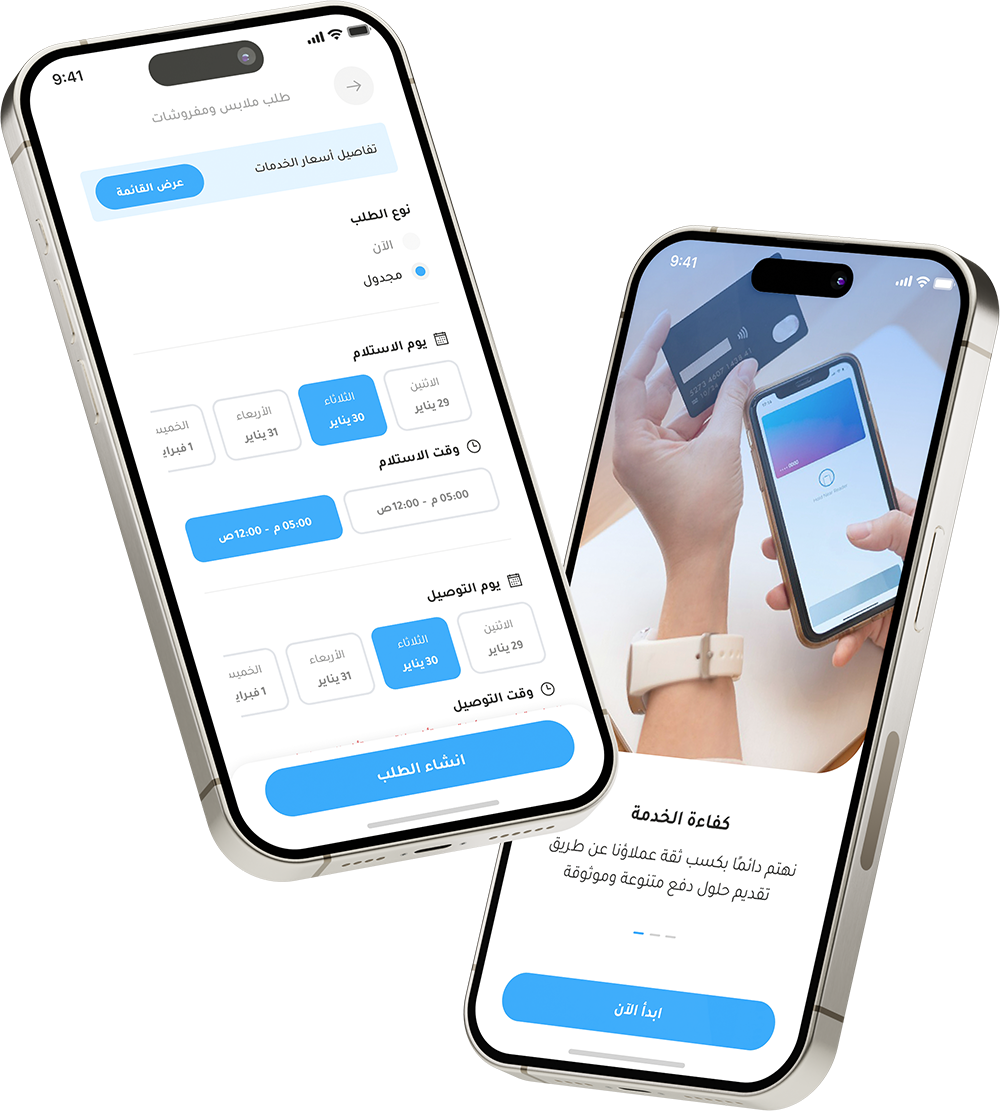 9:41
طلب ملابس ومفروشات
تفاصيل أسعار الخدمات
عرض القائمة
نوع الطلب
الآن
مجدول
يوم الاستلام
الاثنين
29 يناير
الثلاثاء
30 يناير
الأربعاء
31 يناير
الخميس
1 فبراير
وقت الاستلام
05:00 م - 12:00ص
05:00 م - 12:00ص
يوم التوصيل
الاثنين
29 يناير
الثلاثاء
30 يناير
الأربعاء
31 يناير
الخميس
1 فبراير
وقت التوصيل
انشاء الطلب
9:41
كفاءة الخدمة
نهتم دائمًا بكسب ثقة عملاؤنا عن طريق
تقديم حلول دفع متنوعة وموثوقة
ابدأ الآن